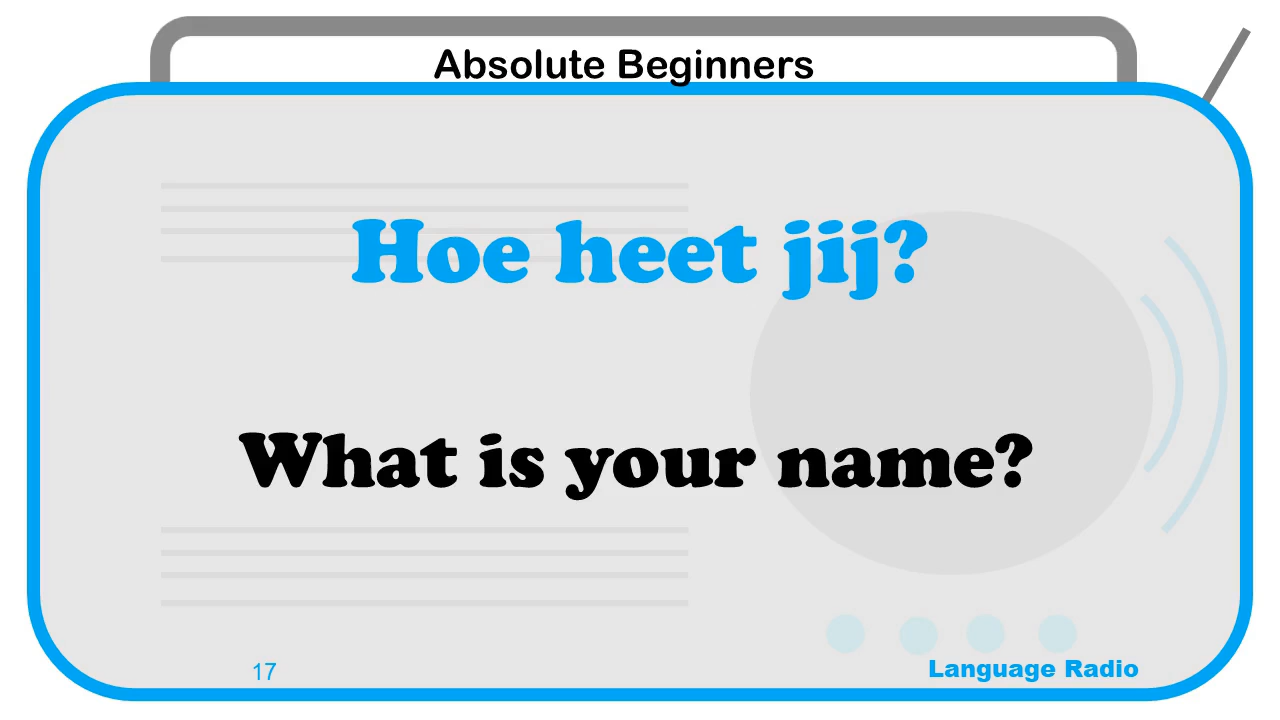 Absolute Beginners
Hoe heet jij?
What is your name?
17
Language Radio